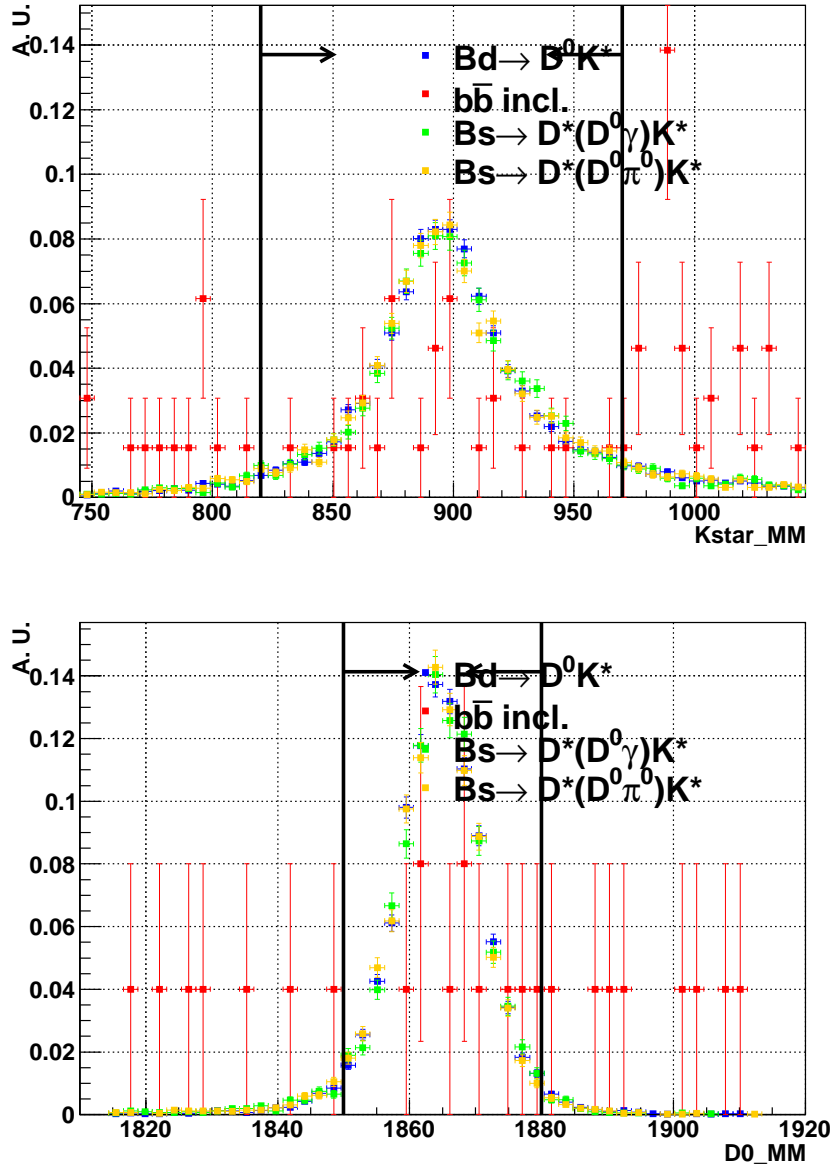 A. U.
0.14
0.12
0.1
0.08
0.06
0.04
0.02
0
Bd→ D⁰K*
bb̅ incl.
Bs→ D*(D⁰γ)K*
Bs→ D*(D⁰π⁰)K*
750 800 850 900 950 1000
Kstar_MM
A. U.
0.14
0.12
0.1
0.08
0.06
0.04
0.02
0
Bd→ D⁰K*
bb̅ incl.
Bs→ D*(D⁰γ)K*
Bs→ D*(D⁰π⁰)K*
1820 1840 1860 1880 1900 1920
D0_MM